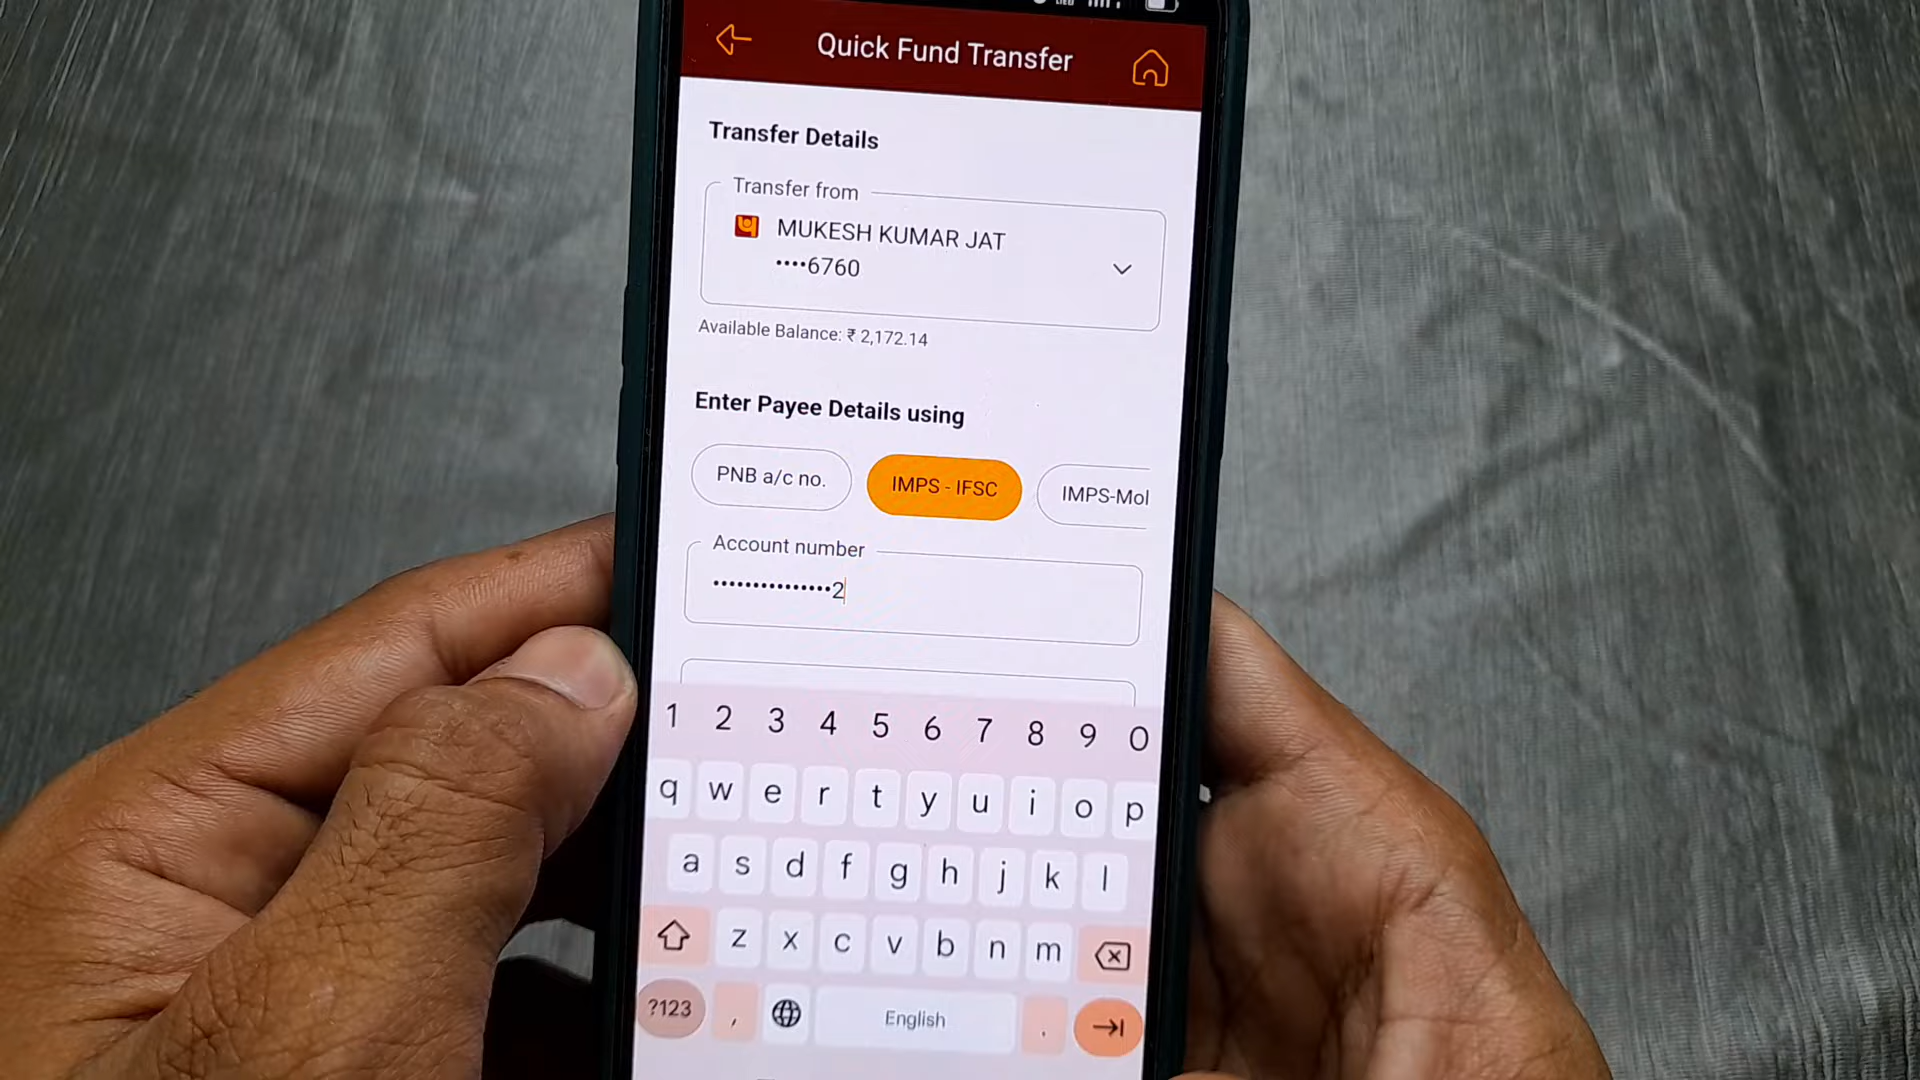 Quick Fund Transfer
Transfer Details
Transfer from
MUKESH KUMAR JAT
••••6760
Available Balance: ₹ 2,172.14
Enter Payee Details using
PNB a/c no.
IMPS - IFSC
IMPS-Mol
Account number
•••••••••••••••2
1 2 3 4 5 6 7 8 9 0
q w e r t y u i o p
a s d f g h j k l
z x c v b n m
?123 , English .